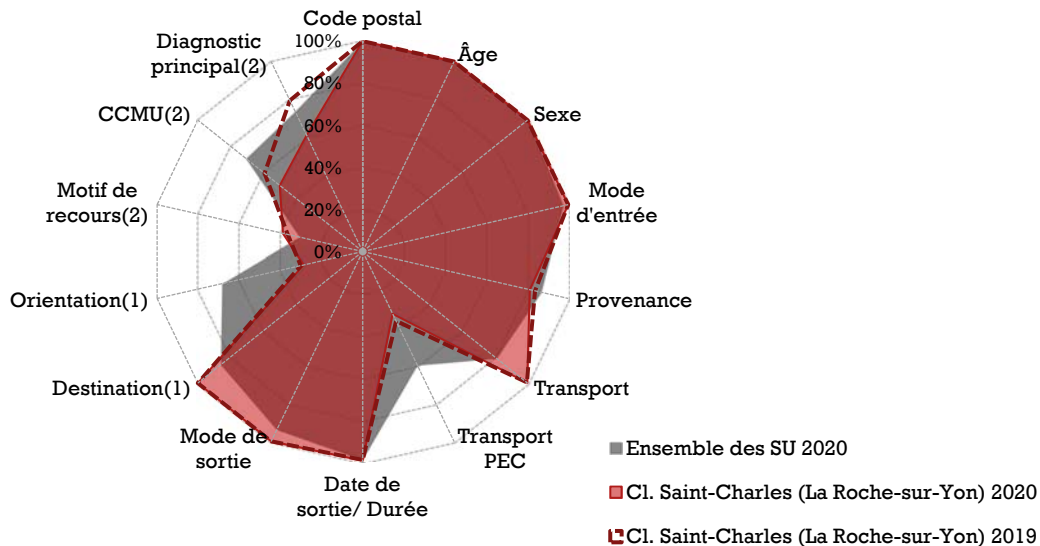 Code postal
Diagnostic
principal(2)
100%
Âge
80%
CCMU(2)
60%
Sexe
40%
Motif de
recours(2)
20%
Mode
d'entrée
0%
Orientation(1)
Provenance
Destination(1)
Transport
Mode de
sortie
Transport
PEC
Date de
sortie/ Durée
Ensemble des SU 2020
Cl. Saint-Charles (La Roche-sur-Yon) 2020
Cl. Saint-Charles (La Roche-sur-Yon) 2019